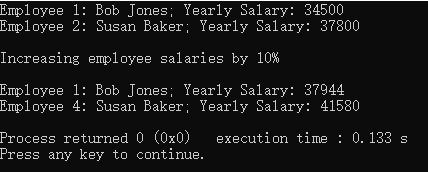 Employee 1: Bob Jones; Yearly Salary: 34500
Employee 2: Susan Baker; Yearly Salary: 37800
Increasing employee salaries by 10%
Employee 1: Bob Jones; Yearly Salary: 37944
Employee 4: Susan Baker; Yearly Salary: 41580
Process returned 0 (0x0)   execution time : 0.133 s
Press any key to continue.